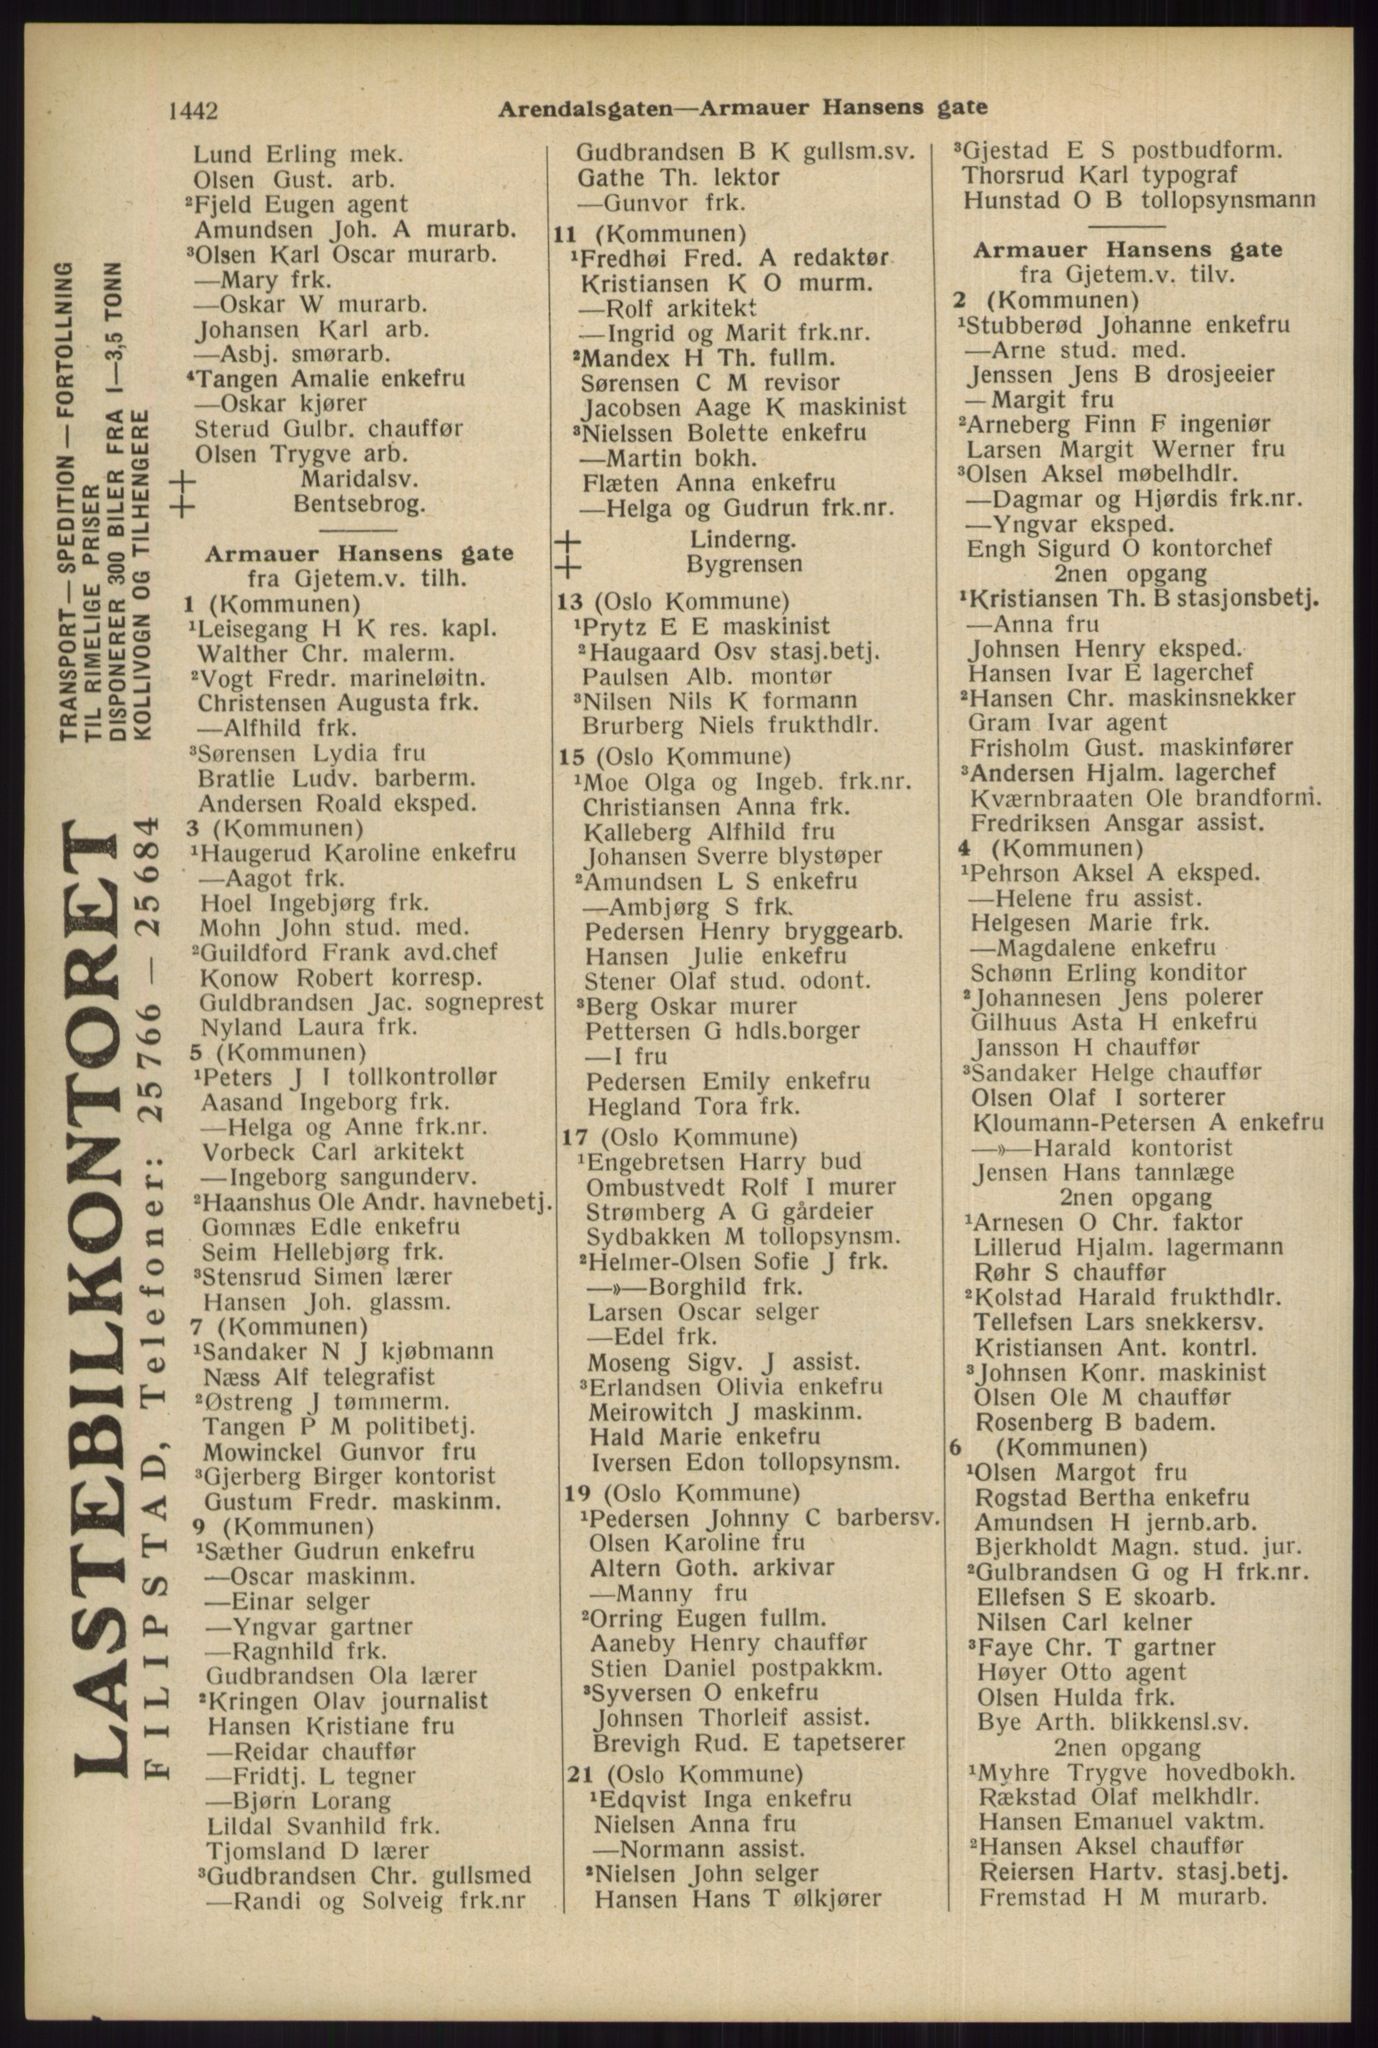 1442
Arendalsgaten—Armauer Hansens gate
LASTEBILKONTORET
FILIPSTAD, Telefoner: 25766 — 25684
TRANSPORT—SPEDITION—FORTOLLNING
TIL RIMELIGE PRISER
DISPONERER 300 BILER FRA 1—3,5 TONN
KOLLIVOGN OG TILHENGERE
Lund Erling mek.
Olsen Gust. arb.
²Fjeld Eugen agent
Amundsen Joh. A murarb.
³Olsen Karl Oscar murarb.
—Mary frk.
—Oskar W murarb.
Johansen Karl arb.
—Asbj. smørarb.
⁴Tangen Amalie enkefru
—Oskar kjører
Sterud Gulbr. chauffør
Olsen Trygve arb.
‡ Maridalsv.
Bentsebrog.
Armauer Hansens gate
fra Gjetem.v. tilh.
1 (Kommunen)
¹Leisegang H K res. kapl.
Walther Chr. malerm.
²Vogt Fredr. marineløitn.
Christensen Augusta frk.
—Alfhild frk.
³Sørensen Lydia fru
Bratlie Ludv. barberm.
Andersen Roald eksped.
3 (Kommunen)
¹Haugerud Karoline enkefru
—Aagot frk.
Hoel Ingebjørg frk.
Mohn John stud. med.
²Guildford Frank avd.chef
Konow Robert korresp.
Guldbrandsen Jac. sogneprest
Nyland Laura frk.
5 (Kommunen)
¹Peters J I tollkontrollør
Aasand Ingeborg frk.
—Helga og Anne frk.nr.
Vorbeck Carl arkitekt
—Ingeborg sangunderv.
²Haanshus Ole Andr. havnebetj.
Gomnæs Edle enkefru
Seim Hellebjørg frk.
³Stensrud Simen lærer
Hansen Joh. glassm.
7 (Kommunen)
¹Sandaker N J kjøbmann
Næss Alf telegrafist
²Østreng J tømmerm.
Tangen P M politibetj.
Mowinckel Gunvor fru
³Gjerberg Birger kontorist
Gustum Fredr. maskinm.
9 (Kommunen)
¹Sæther Gudrun enkefru
—Oscar maskinm.
—Einar selger
—Yngvar gartner
—Ragnhild frk.
Gudbrandsen Ola lærer
²Kringen Olav journalist
Hansen Kristiane fru
—Reidar chauffør
—Fridtj. L tegner
—Bjørn Lorang
Lildal Svanhild frk.
Tjomsland D lærer
³Gudbrandsen Chr. gullsmed
—Randi og Solveig frk.nr
Gudbrandsen B K gullsm.sv.
Gathe Th. lektor
—Gunvor frk.
11 (Kommunen)
¹Fredhøi Fred. A redaktør
Kristiansen K O murm.
—Rolf arkitekt
—Ingrid og Marit frk.nr.
²Mandex H Th. fullm.
Sørensen C M revisor
Jacobsen Aage K maskinist
³Nielssen Bolette enkefru
—Martin bokh.
Flæten Anna enkefru
—Helga og Gudrun frk.nr.
+ Linderng.
+ Bygrensen
13 (Oslo Kommune)
¹Prytz E E maskinist
²Haugaard Osv stasj.betj.
Paulsen Alb. montør
³Nilsen Nils K formann
Brurberg Niels frukthdlr.
15 (Oslo Kommune)
¹Moe Olga og Ingeb. frk.nr.
Christiansen Anna frk.
Kalleberg Alfhild fru
Johansen Sverre blystøper
²Amundsen L S enkefru
—Ambjørg S frk.
Pedersen Henry bryggearb.
Hansen Julie enkefru
Stener Olaf stud. odont.
³Berg Oskar murer
Pettersen G hdls.borger
—I fru
Pedersen Emily enkefru
Hegland Tora frk.
17 (Oslo Kommune)
¹Engebretsen Harry bud
Ombustvedt Rolf I murer
Strømberg A G gårdeier
Sydbakken M tollopsynsm.
²Helmer-Olsen Sofie J frk.
—»—Borghild frk.
Larsen Oscar selger
—Edel frk.
Moseng Sigv. J assist.
³Erlandsen Olivia enkefru
Meirowitch J maskinm.
Hald Marie enkefru
Iversen Edon tollopsynsm.
19 (Oslo Kommune)
¹Pedersen Johnny C barbersv.
Olsen Karoline fru
Altern Goth. arkivar
—Manny fru
²Orring Eugen fullm.
Aaneby Henry chauffør
Stien Daniel postpakkm.
³Syversen O enkefru
Johnsen Thorleif assist.
Brevigh Rud. E tapetserer
21 (Oslo Kommune)
¹Edqvist Inga enkefru
Nielsen Anna fru
—Normann assist.
²Nielsen John selger
Hansen Hans T ølkjører
³Gjestad E S postbudform.
Thorsrud Karl typograf
Hunstad O B tollopsynsmann
Armauer Hansens gate
fra Gjetem.v. tilv.
2 (Kommunen)
¹Stubberød Johanne enkefru
—Arne stud. med.
Jenssen Jens B drosjeeier
—Margit fru
²Arneberg Finn F ingeniør
Larsen Margit Werner fru
³Olsen Aksel møbelhdlr.
—Dagmar og Hjørdis frk.nr.
—Yngvar eksped.
Engh Sigurd O kontorchef
2nen opgang
¹Kristiansen Th. B stasjonsbetj.
—Anna fru
Johnsen Henry eksped.
Hansen Ivar E lagerchef
²Hansen Chr. maskinsnekker
Gram Ivar agent
Frisholm Gust. maskinfører
³Andersen Hjalm. lagerchef
Kværnbraaten Ole brandform.
Fredriksen Ansgar assist.
4 (Kommunen)
¹Pehrson Aksel A eksped.
—Helene fru assist.
Helgesen Marie frk.
—Magdalene enkefru
Schønn Erling konditor
²Johannesen Jens polerer
Gilhuus Asta H enkefru
Jansson H chauffør
³Sandaker Helge chauffør
Olsen Olaf I sorterer
Kloumann-Petersen A enkefru
—»—Harald kontorist
Jensen Hans tannlæge
2nen opgang
¹Arnesen O Chr. faktor
Lillerud Hjalm. lagermann
Røhr S chauffør
²Kolstad Harald frukthdlr.
Tellefsen Lars snekkersv.
Kristiansen Ant. kontrl.
³Johnsen Konr. maskinist
Olsen Ole M chauffør
Rosenberg B badem.
6 (Kommunen)
¹Olsen Margot fru
Rogstad Bertha enkefru
Amundsen H jernb.arb.
Bjerkholdt Magn. stud. jur.
²Gulbrandsen G og H frk.nr.
Ellefsen S E skoarb.
Nilsen Carl kelner
³Faye Chr. T gartner
Høyer Otto agent
Olsen Hulda frk.
Bye Arth. blikkensl.sv.
2nen opgang
¹Myhre Trygve hovedbokh.
Rækstad Olaf melkhdlr.
Hansen Emanuel vaktm.
²Hansen Aksel chauffør
Reiersen Hartv. stasj.betj.
Fremstad H M murarb.